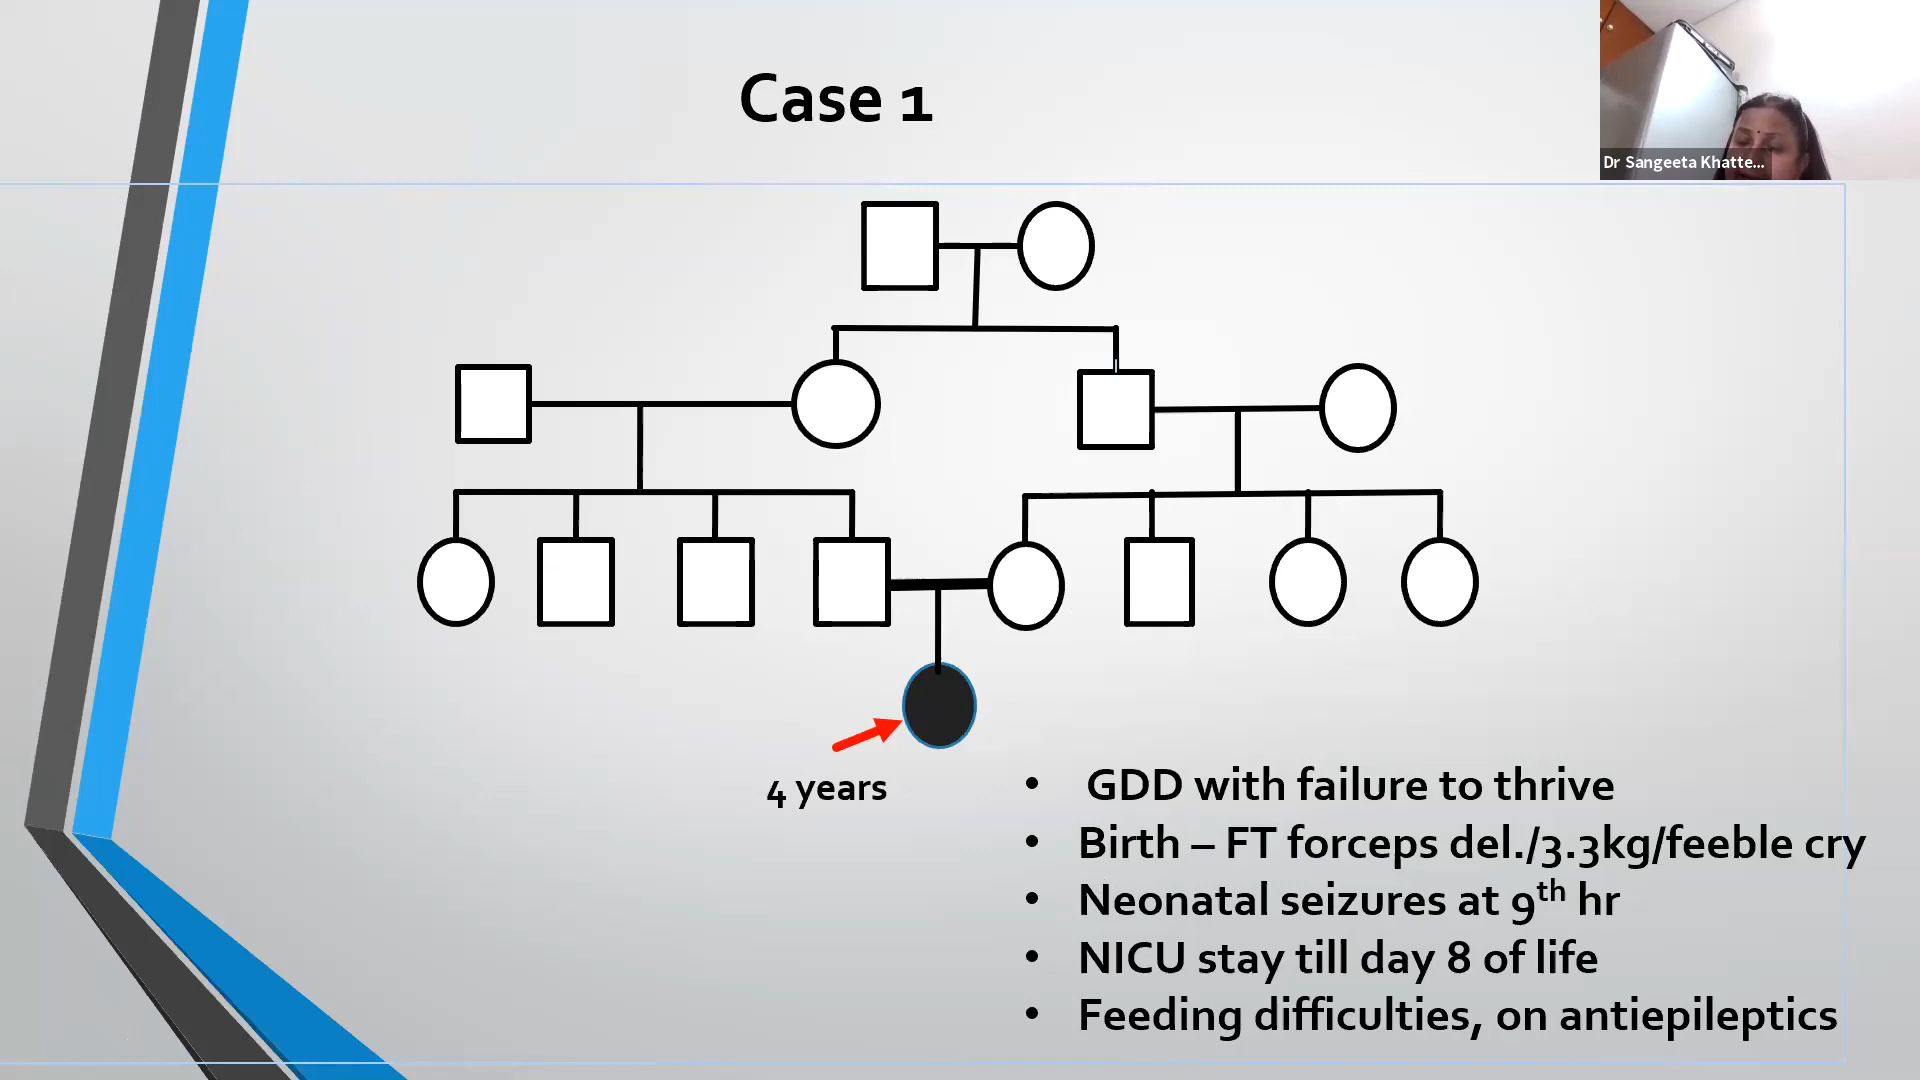 Case 1
Dr Sangeeta Khatte...
4 years
• GDD with failure to thrive
• Birth – FT forceps del./3.3kg/feeble cry
• Neonatal seizures at 9th hr
• NICU stay till day 8 of life
• Feeding difficulties, on antiepileptics